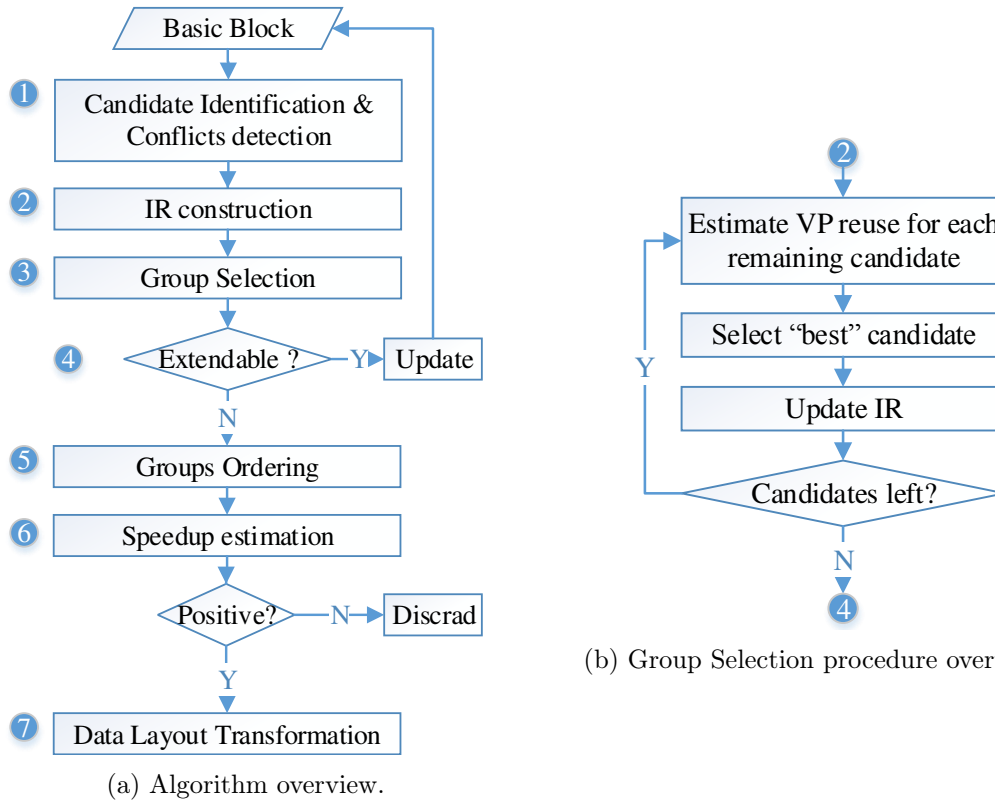 Basic Block
1
Candidate Identification &
Conflicts detection
2
IR construction
3
Group Selection
4
Extendable ?
Y
Update
N
5
Groups Ordering
6
Speedup estimation
Positive?
N
Discrad
Y
7
Data Layout Transformation
(a) Algorithm overview.
2
Estimate VP reuse for each
remaining candidate
Select “best” candidate
Y
Update IR
Candidates left?
N
4
(b) Group Selection procedure over